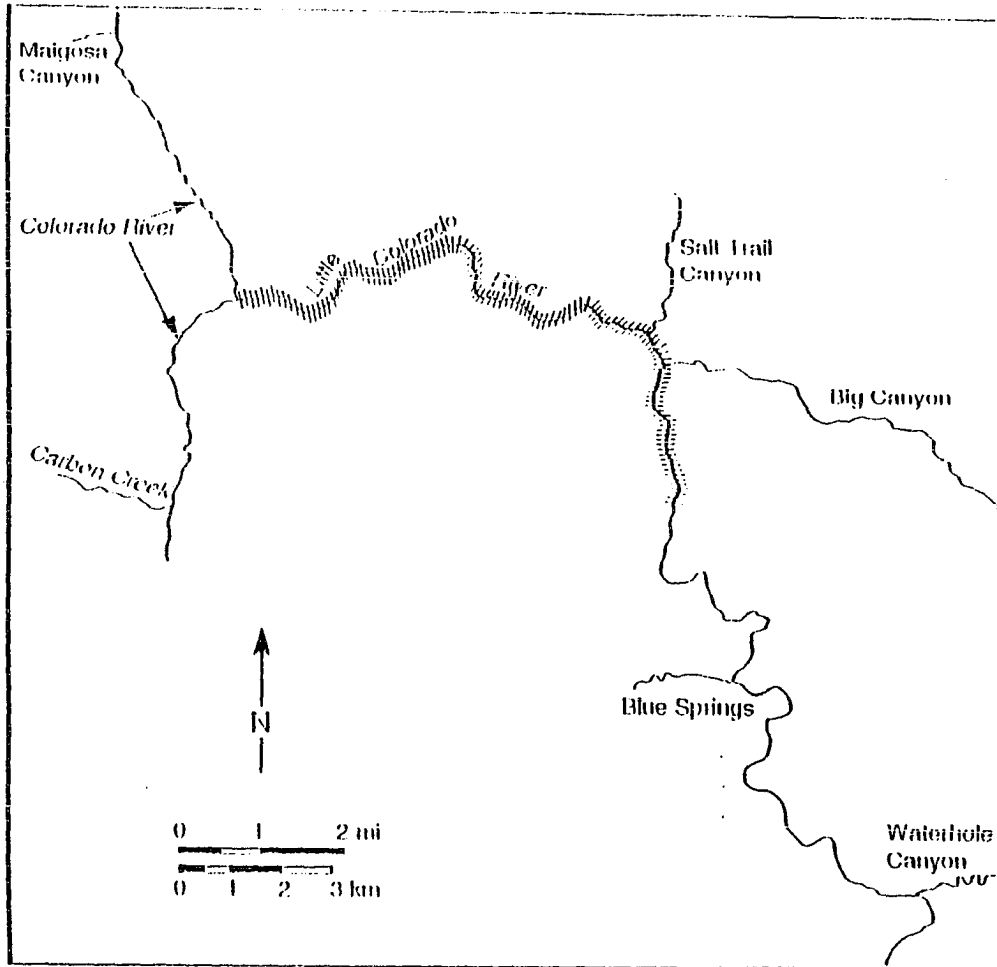 Maigosa
Canyon
Colorado River
Little Colorado River
Salt Trail
Canyon
Big Canyon
Carbon Creek
Blue Springs
N
0 1 2 mi
0 1 2 3 km
Waterhole
Canyon